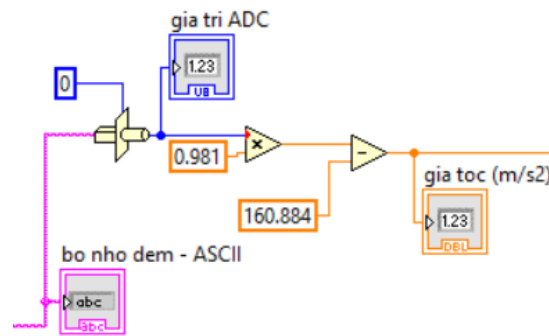 gia tri ADC
0
1.23
U8
0.981
×
−
gia toc (m/s2)
160.884
1.23
DBL
bo nho dem - ASCII
abc
abc